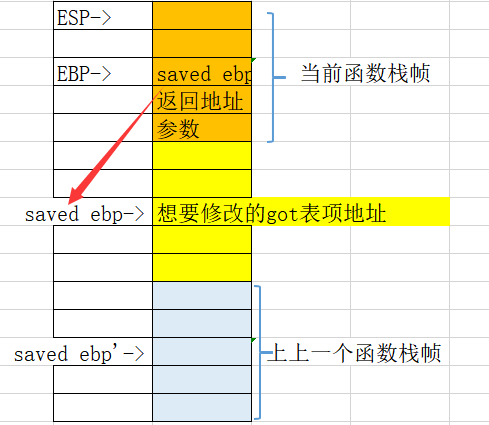 ESP->
EBP-> saved ebp 当前函数栈帧
返回地址
参数
saved ebp-> 想要修改的got表项地址
saved ebp'-> 上上一个函数栈帧